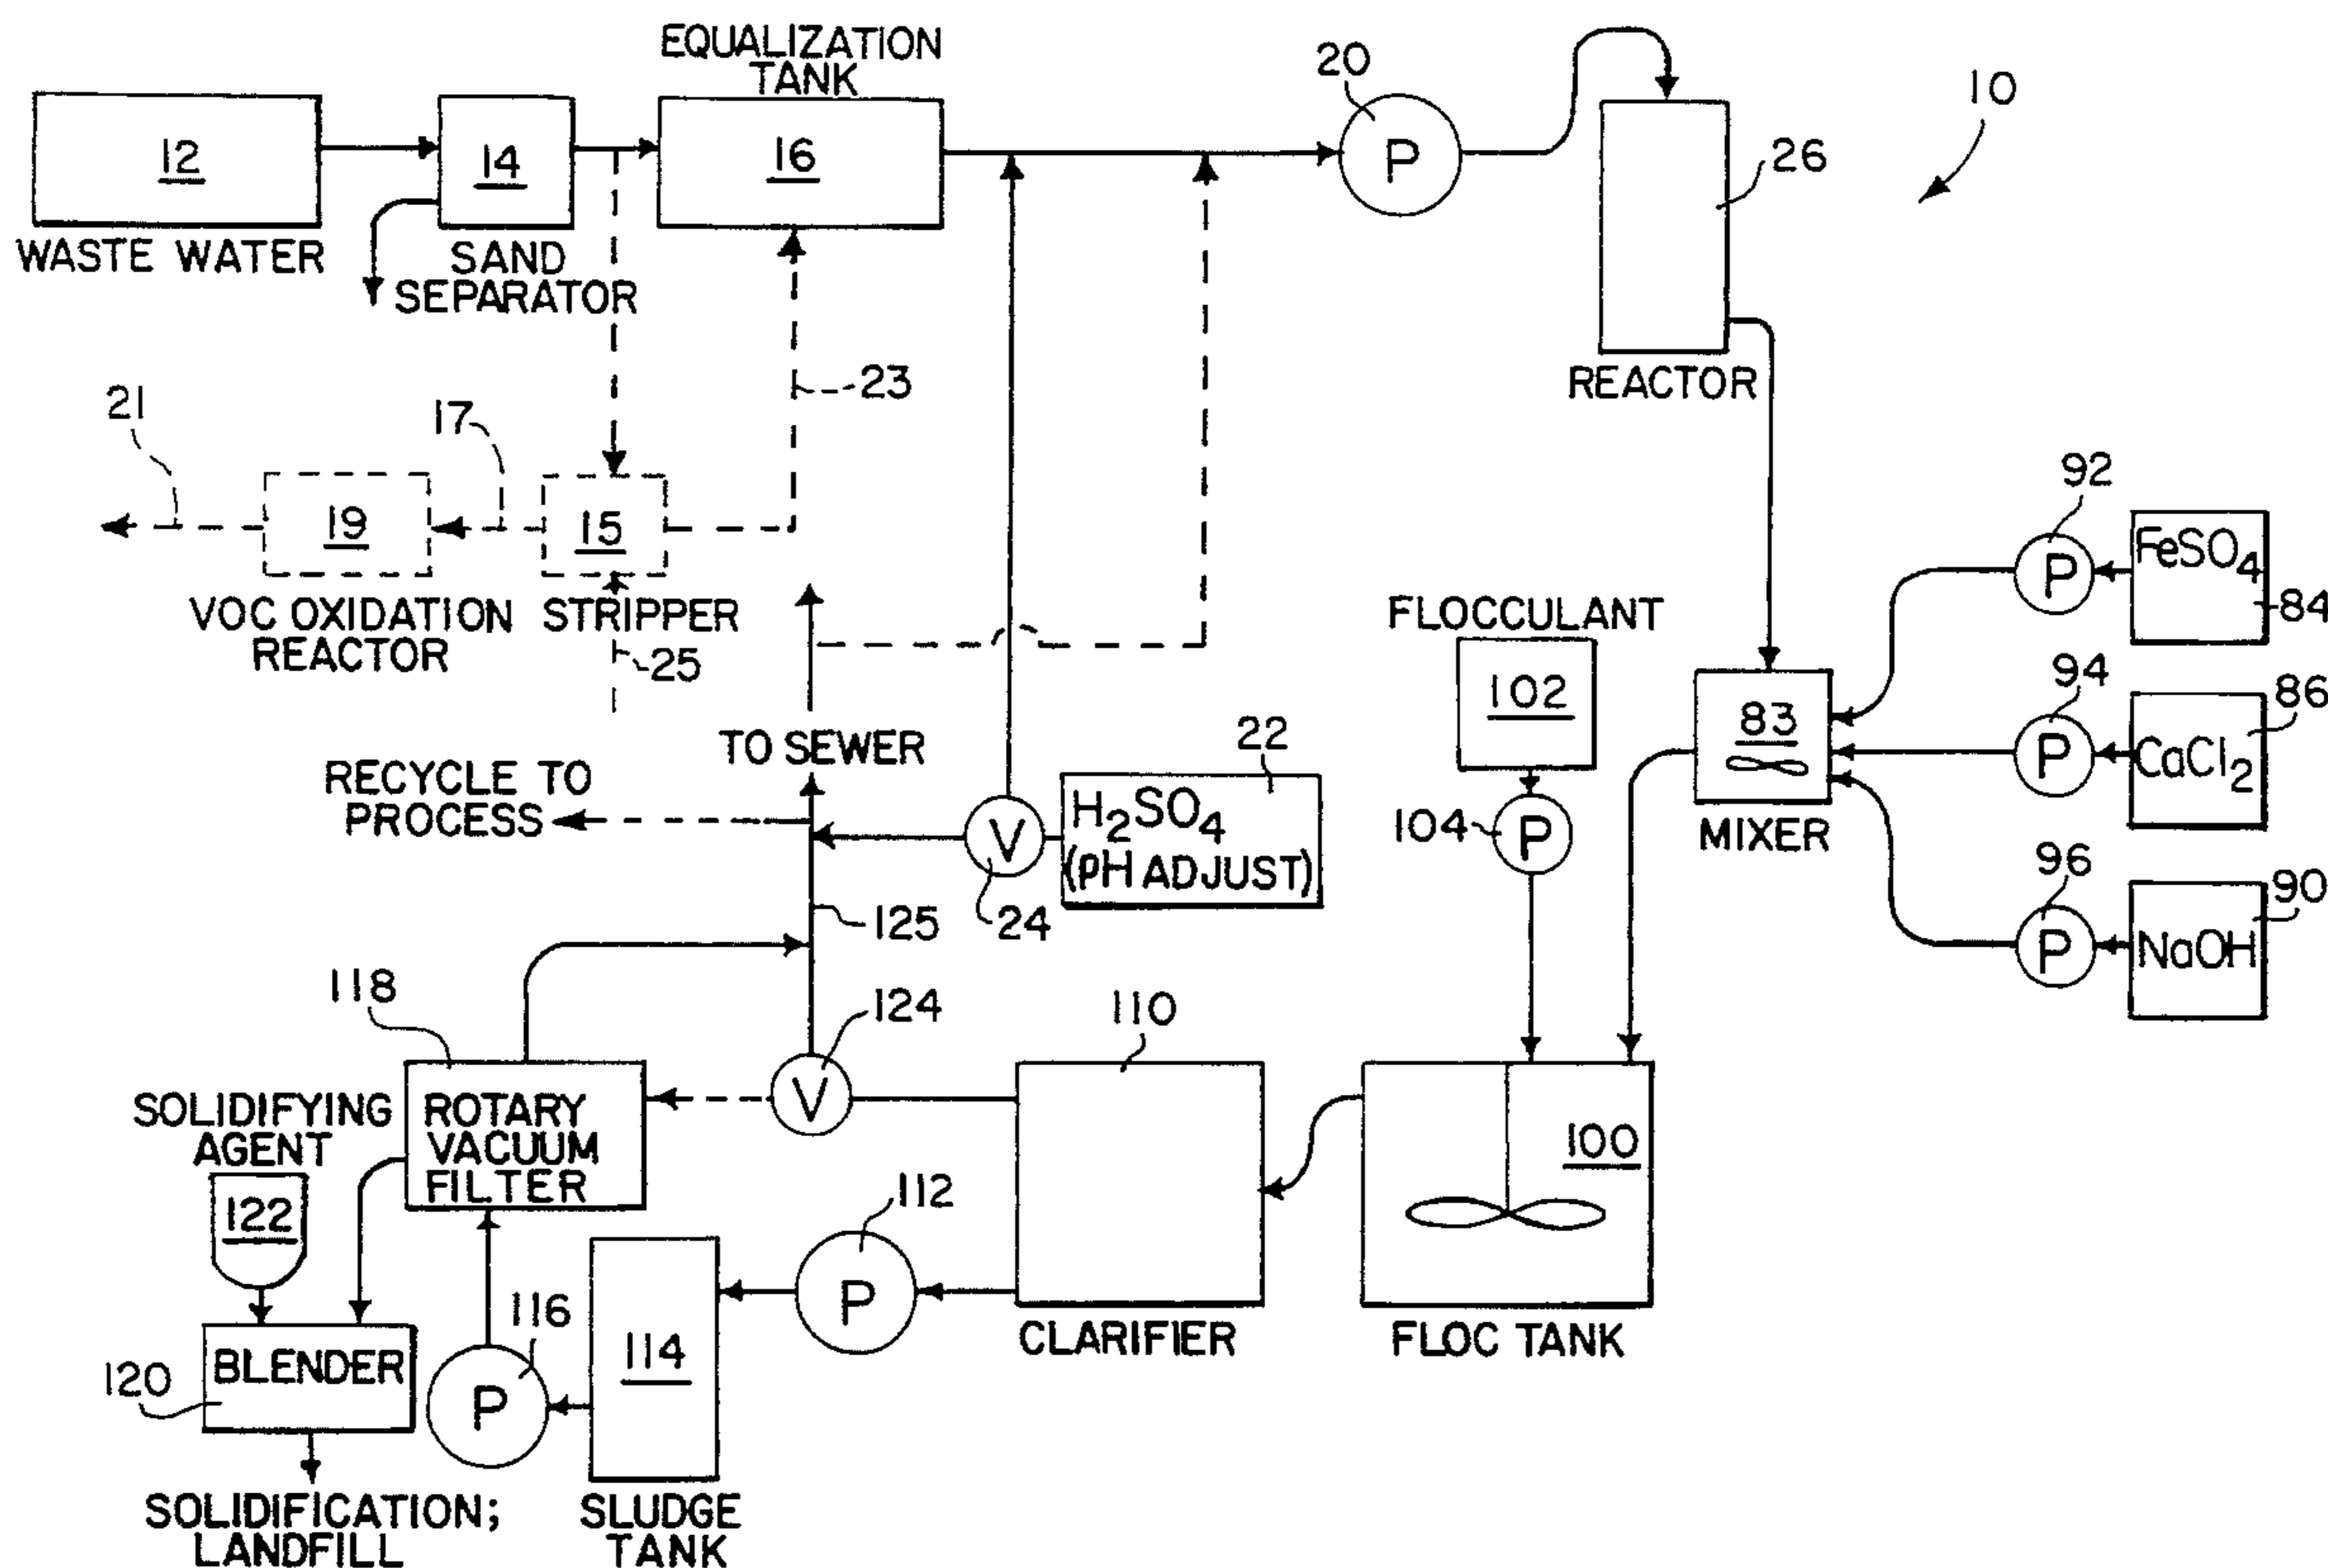 EQUALIZATION
TANK
20
10
12
14
16
P
26
WASTE WATER
SAND
SEPARATOR
REACTOR
23
21
17
19
15
VOC OXIDATION
REACTOR
STRIPPER
25
92
P
FeSO4
84
FLOCCULANT
102
94
P
CaCl2
86
83
MIXER
TO SEWER
22
RECYCLE TO
PROCESS
V
24
H2SO4
(pH ADJUST)
104
P
96
P
NaOH
90
125
118
124
V
110
SOLIDIFYING
AGENT
122
ROTARY
VACUUM
FILTER
100
112
P
CLARIFIER
FLOC TANK
116
P
114
BLENDER
120
SOLIDIFICATION;
LANDFILL
SLUDGE
TANK